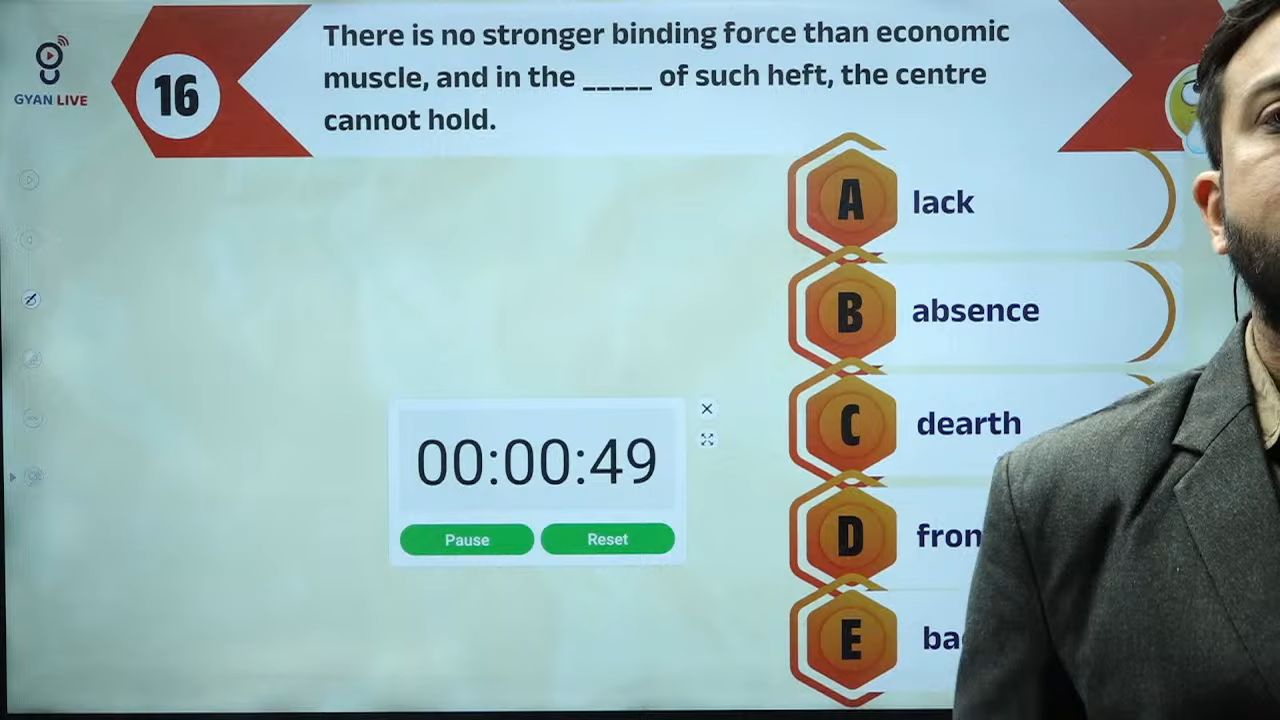 GYAN LIVE
16
There is no stronger binding force than economic
muscle, and in the _____ of such heft, the centre
cannot hold.
A lack
B absence
C dearth
D
E
00:00:49
Pause Reset